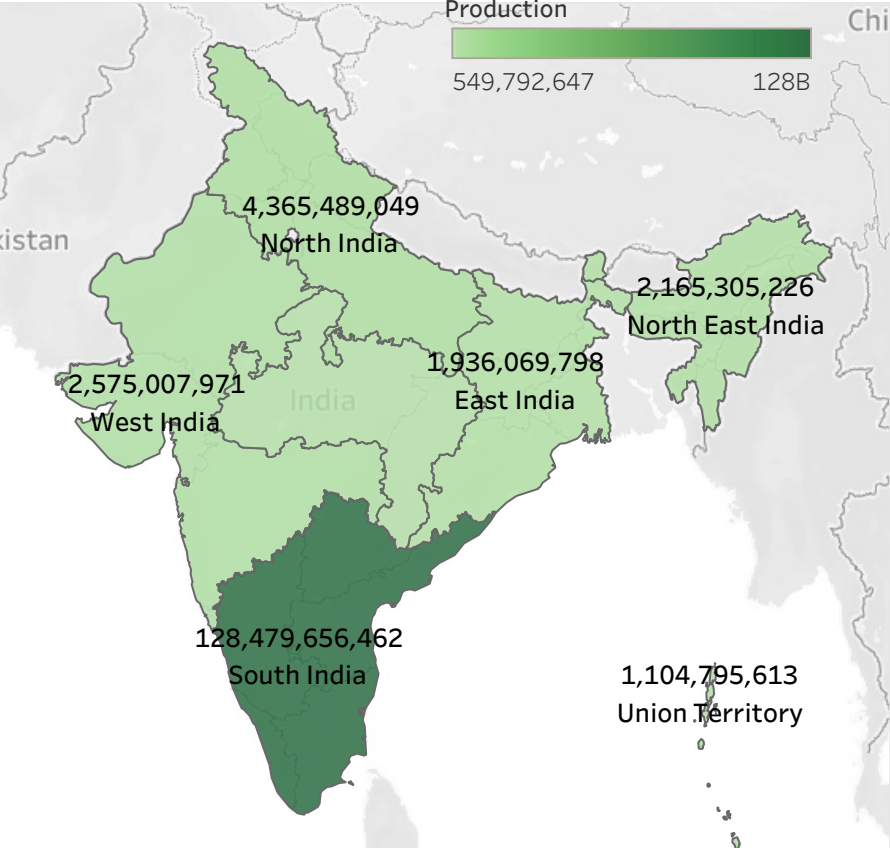 Production
549,792,647 128B
Chi
4,365,489,049
North India
kistan
2,165,305,226
North East India
1,936,069,798
East India
2,575,007,971
West India
India
128,479,656,462
South India
1,104,795,613
Union Territory